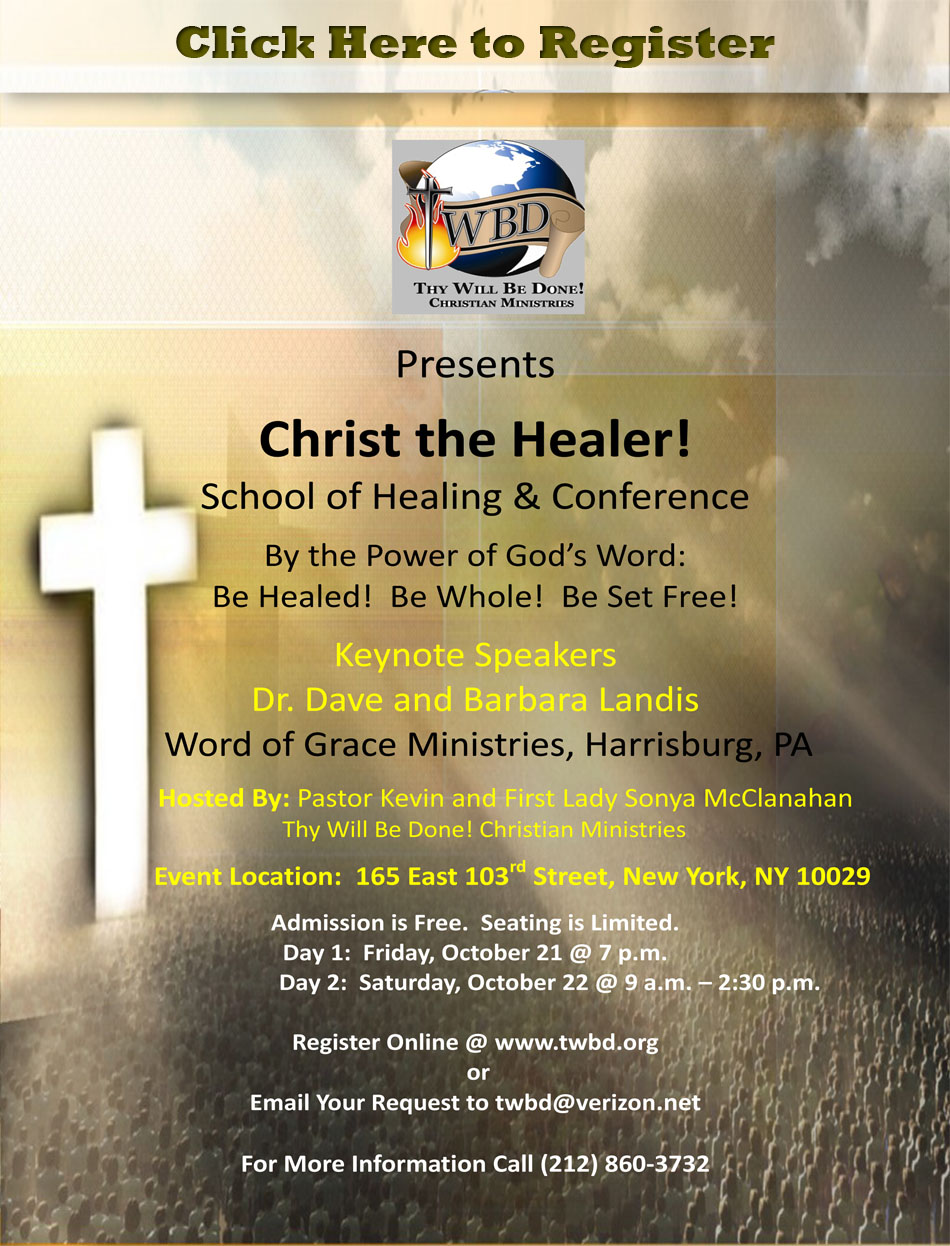 Click Here to Register
TWBD
THY WILL BE DONE!
CHRISTIAN MINISTRIES
Presents
Christ the Healer!
School of Healing & Conference
By the Power of God’s Word:
Be Healed!  Be Whole!  Be Set Free!
Keynote Speakers
Dr. Dave and Barbara Landis
Word of Grace Ministries, Harrisburg, PA
Hosted By: Pastor Kevin and First Lady Sonya McClanahan
Thy Will Be Done! Christian Ministries
Event Location:  165 East 103rd Street, New York, NY 10029
Admission is Free.  Seating is Limited.
Day 1:  Friday, October 21 @ 7 p.m.
Day 2:  Saturday, October 22 @ 9 a.m. – 2:30 p.m.
Register Online @ www.twbd.org
or
Email Your Request to twbd@verizon.net
For More Information Call (212) 860-3732